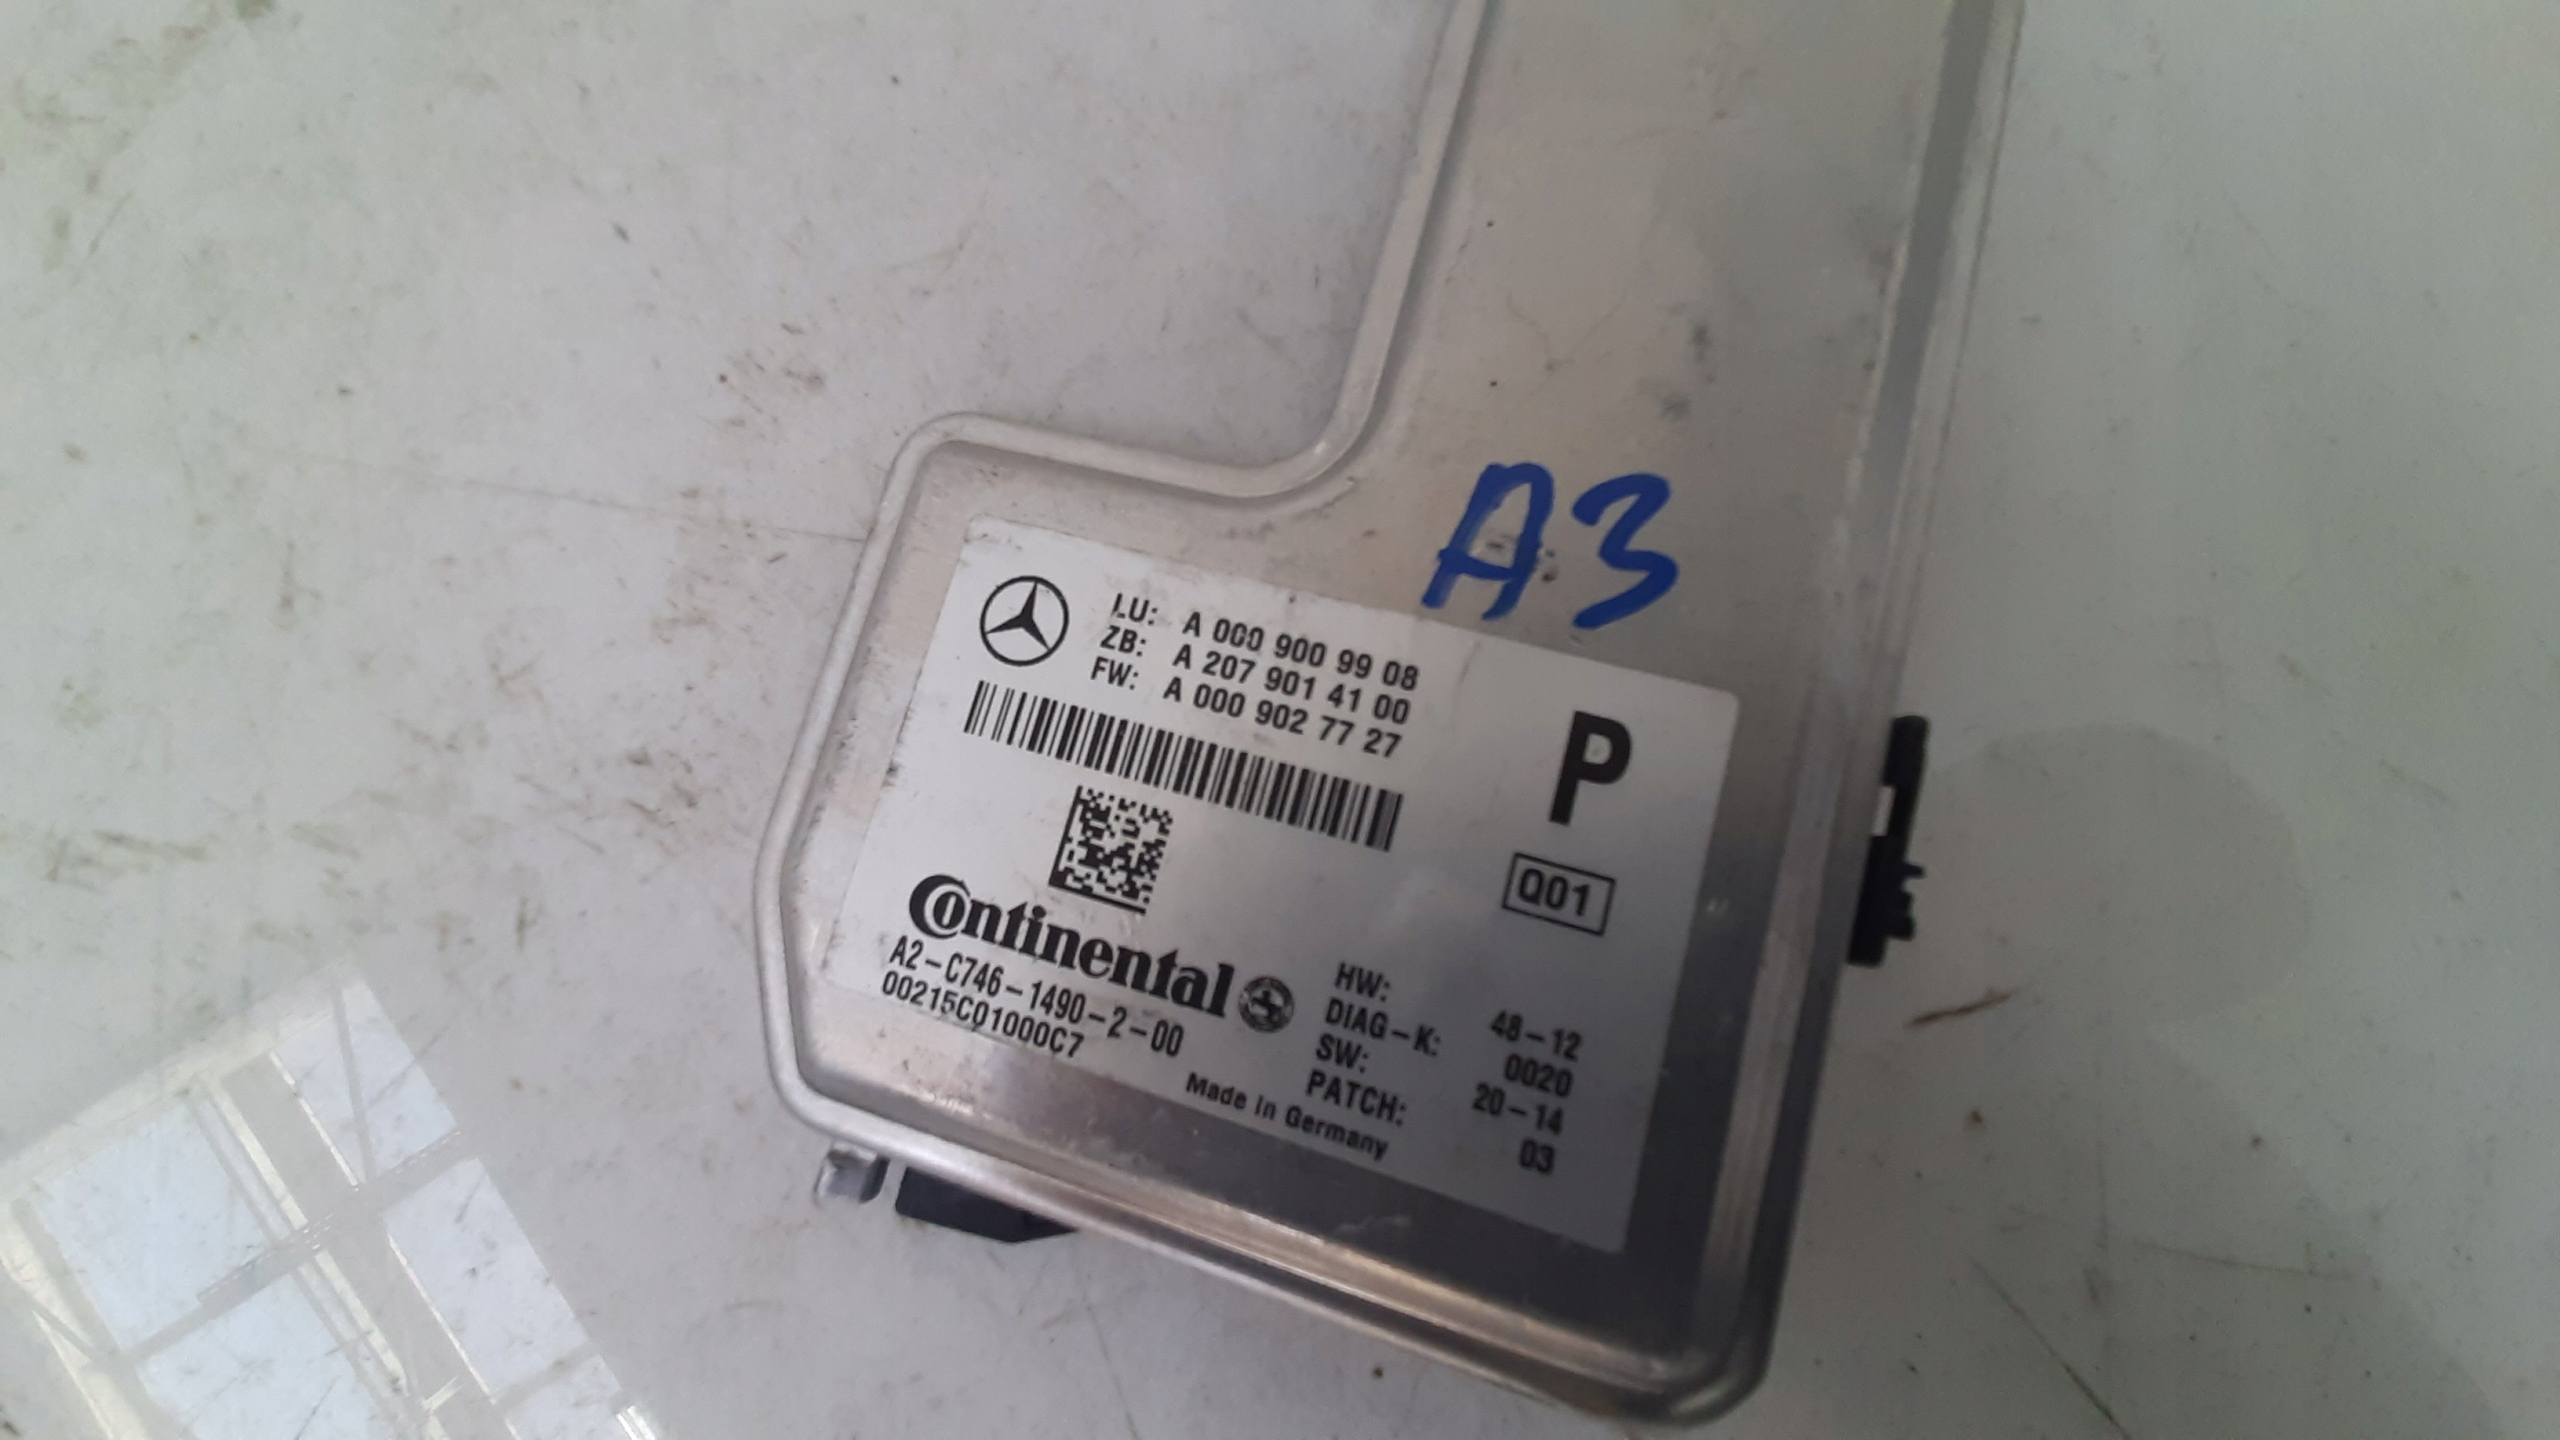 A3
LU: A 000 900 99 08
ZB: A 207 901 41 00
FW: A 000 902 77 27
P
Q01
Continental
A2-C746-1490-2-00
00215C01000C7
HW: 48-12
DIAG-K: 0020
SW: 20-14
PATCH: 03
Made in Germany